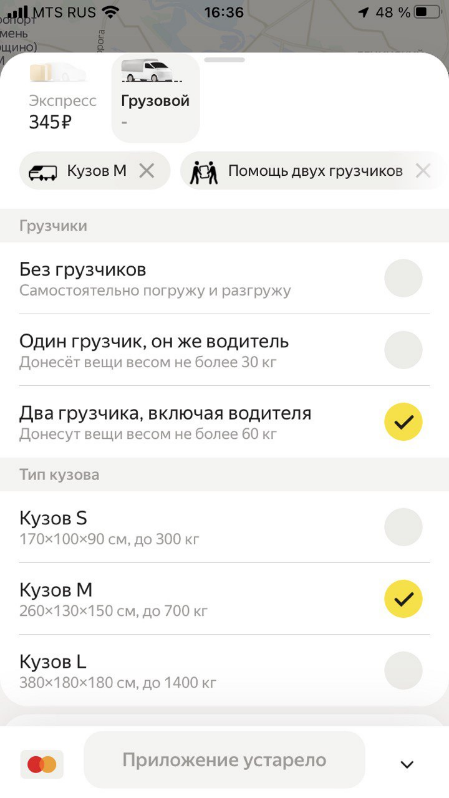 MTS RUS
16:36
48 %
мень
Экспресс
345₽
Грузовой
-
Кузов М
Помощь двух грузчиков
Грузчики
Без грузчиков
Самостоятельно погружу и разгружу
Один грузчик, он же водитель
Донесёт вещи весом не более 30 кг
Два грузчика, включая водителя
Донесут вещи весом не более 60 кг
Тип кузова
Кузов S
170×100×90 см, до 300 кг
Кузов M
260×130×150 см, до 700 кг
Кузов L
380×180×180 см, до 1400 кг
Приложение устарело